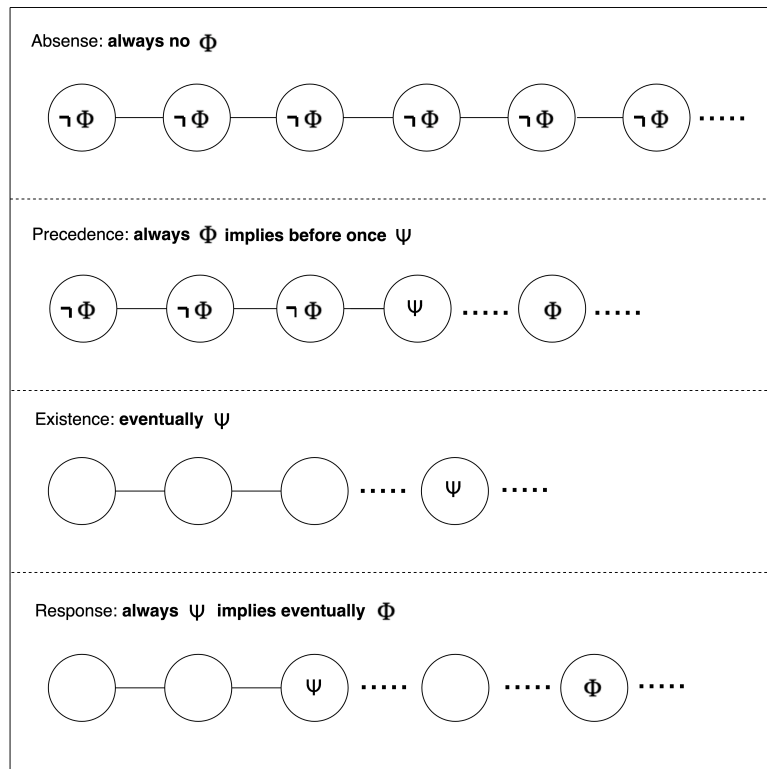 Absense: always no Φ
¬Φ ¬Φ ¬Φ ¬Φ ¬Φ ¬Φ .....
Precedence: always Φ implies before once Ψ
¬Φ ¬Φ ¬Φ Ψ ..... Φ .....
Existence: eventually Ψ
..... Ψ .....
Response: always Ψ implies eventually Φ
Ψ ..... ..... Φ .....